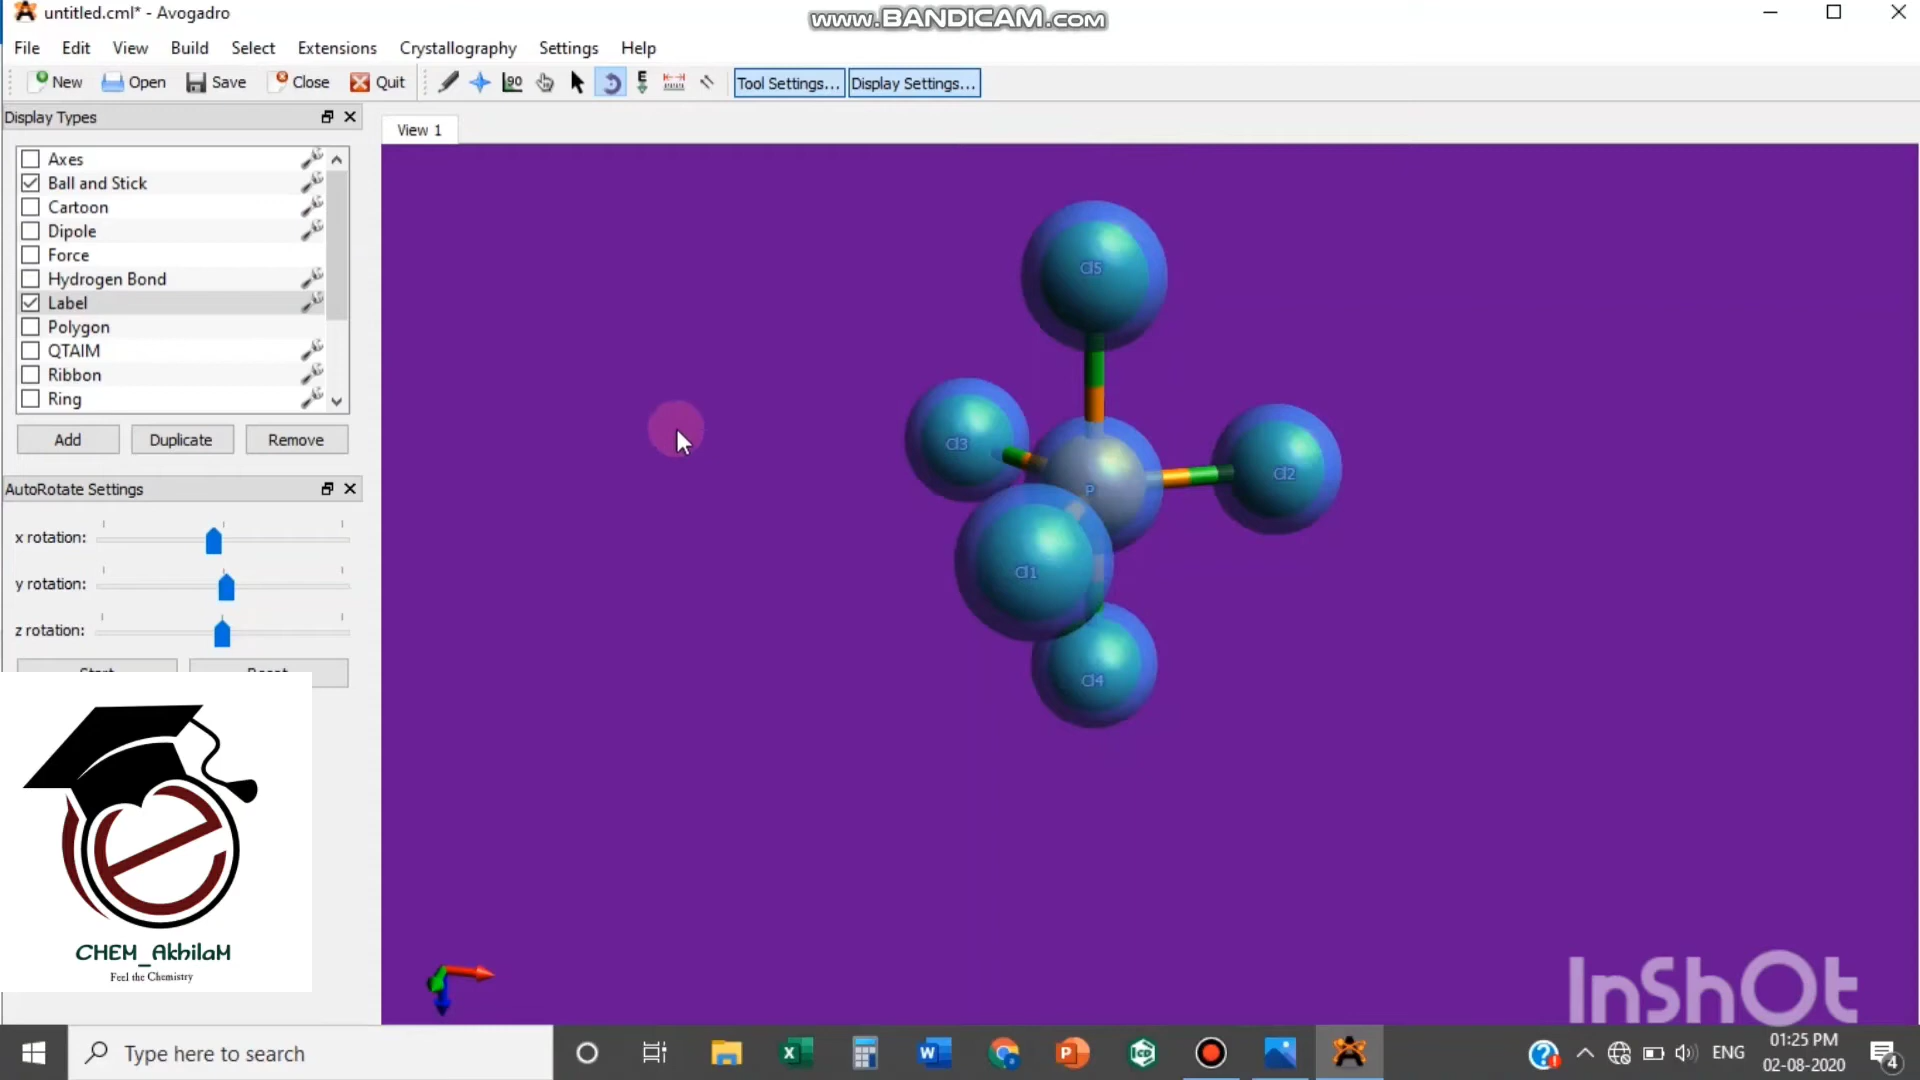 untitled.cml* - Avogadro
www.BANDICAM.com
File Edit View Build Select Extensions Crystallography Settings Help
New Open Save Close Quit Tool Settings... Display Settings...
Display Types
View 1
Axes
Ball and Stick
Cartoon
Dipole
Force
Hydrogen Bond
Label
Polygon
QTAIM
Ribbon
Ring
Add Duplicate Remove
AutoRotate Settings
x rotation:
y rotation:
z rotation:
Cl5
Cl3
Cl2
P
Cl1
Cl4
CHEM_AkhilaM
Feel the Chemistry
InShOt
Type here to search
ENG
01:25 PM
02-08-2020
4